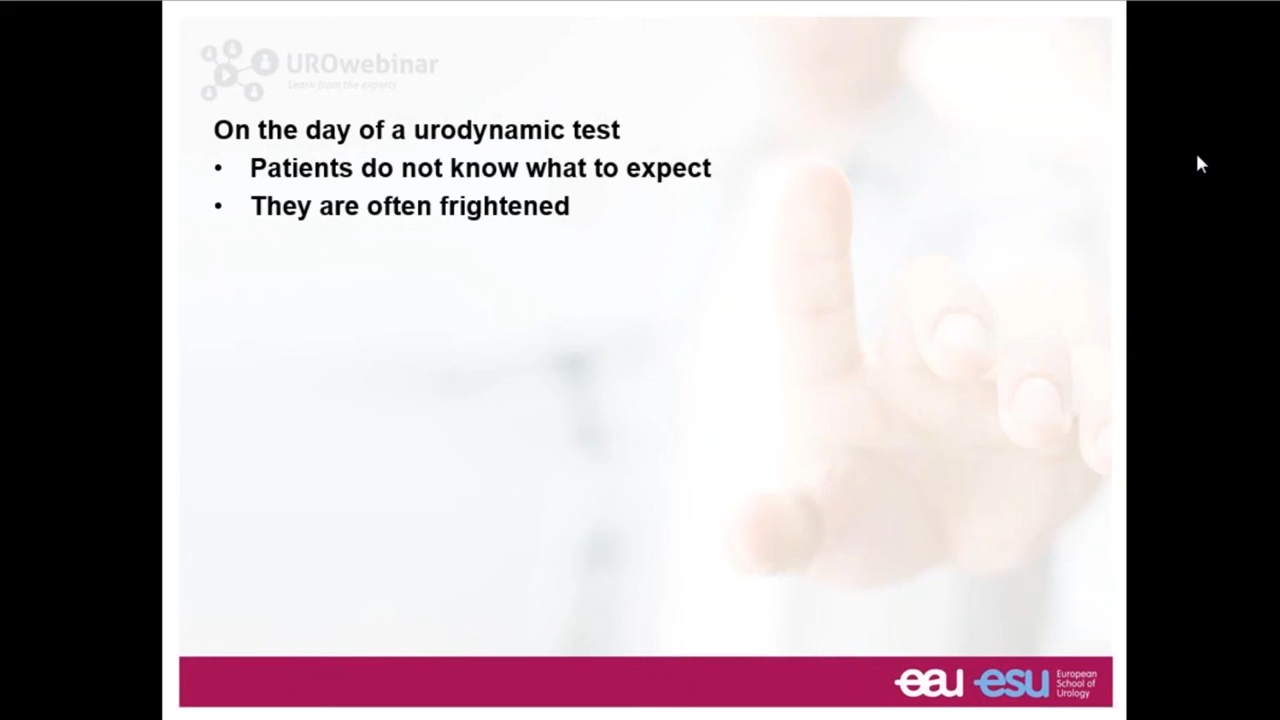 UROwebinar
Learn from the experts
On the day of a urodynamic test
• Patients do not know what to expect
• They are often frightened
eau esu European
School of
Urology